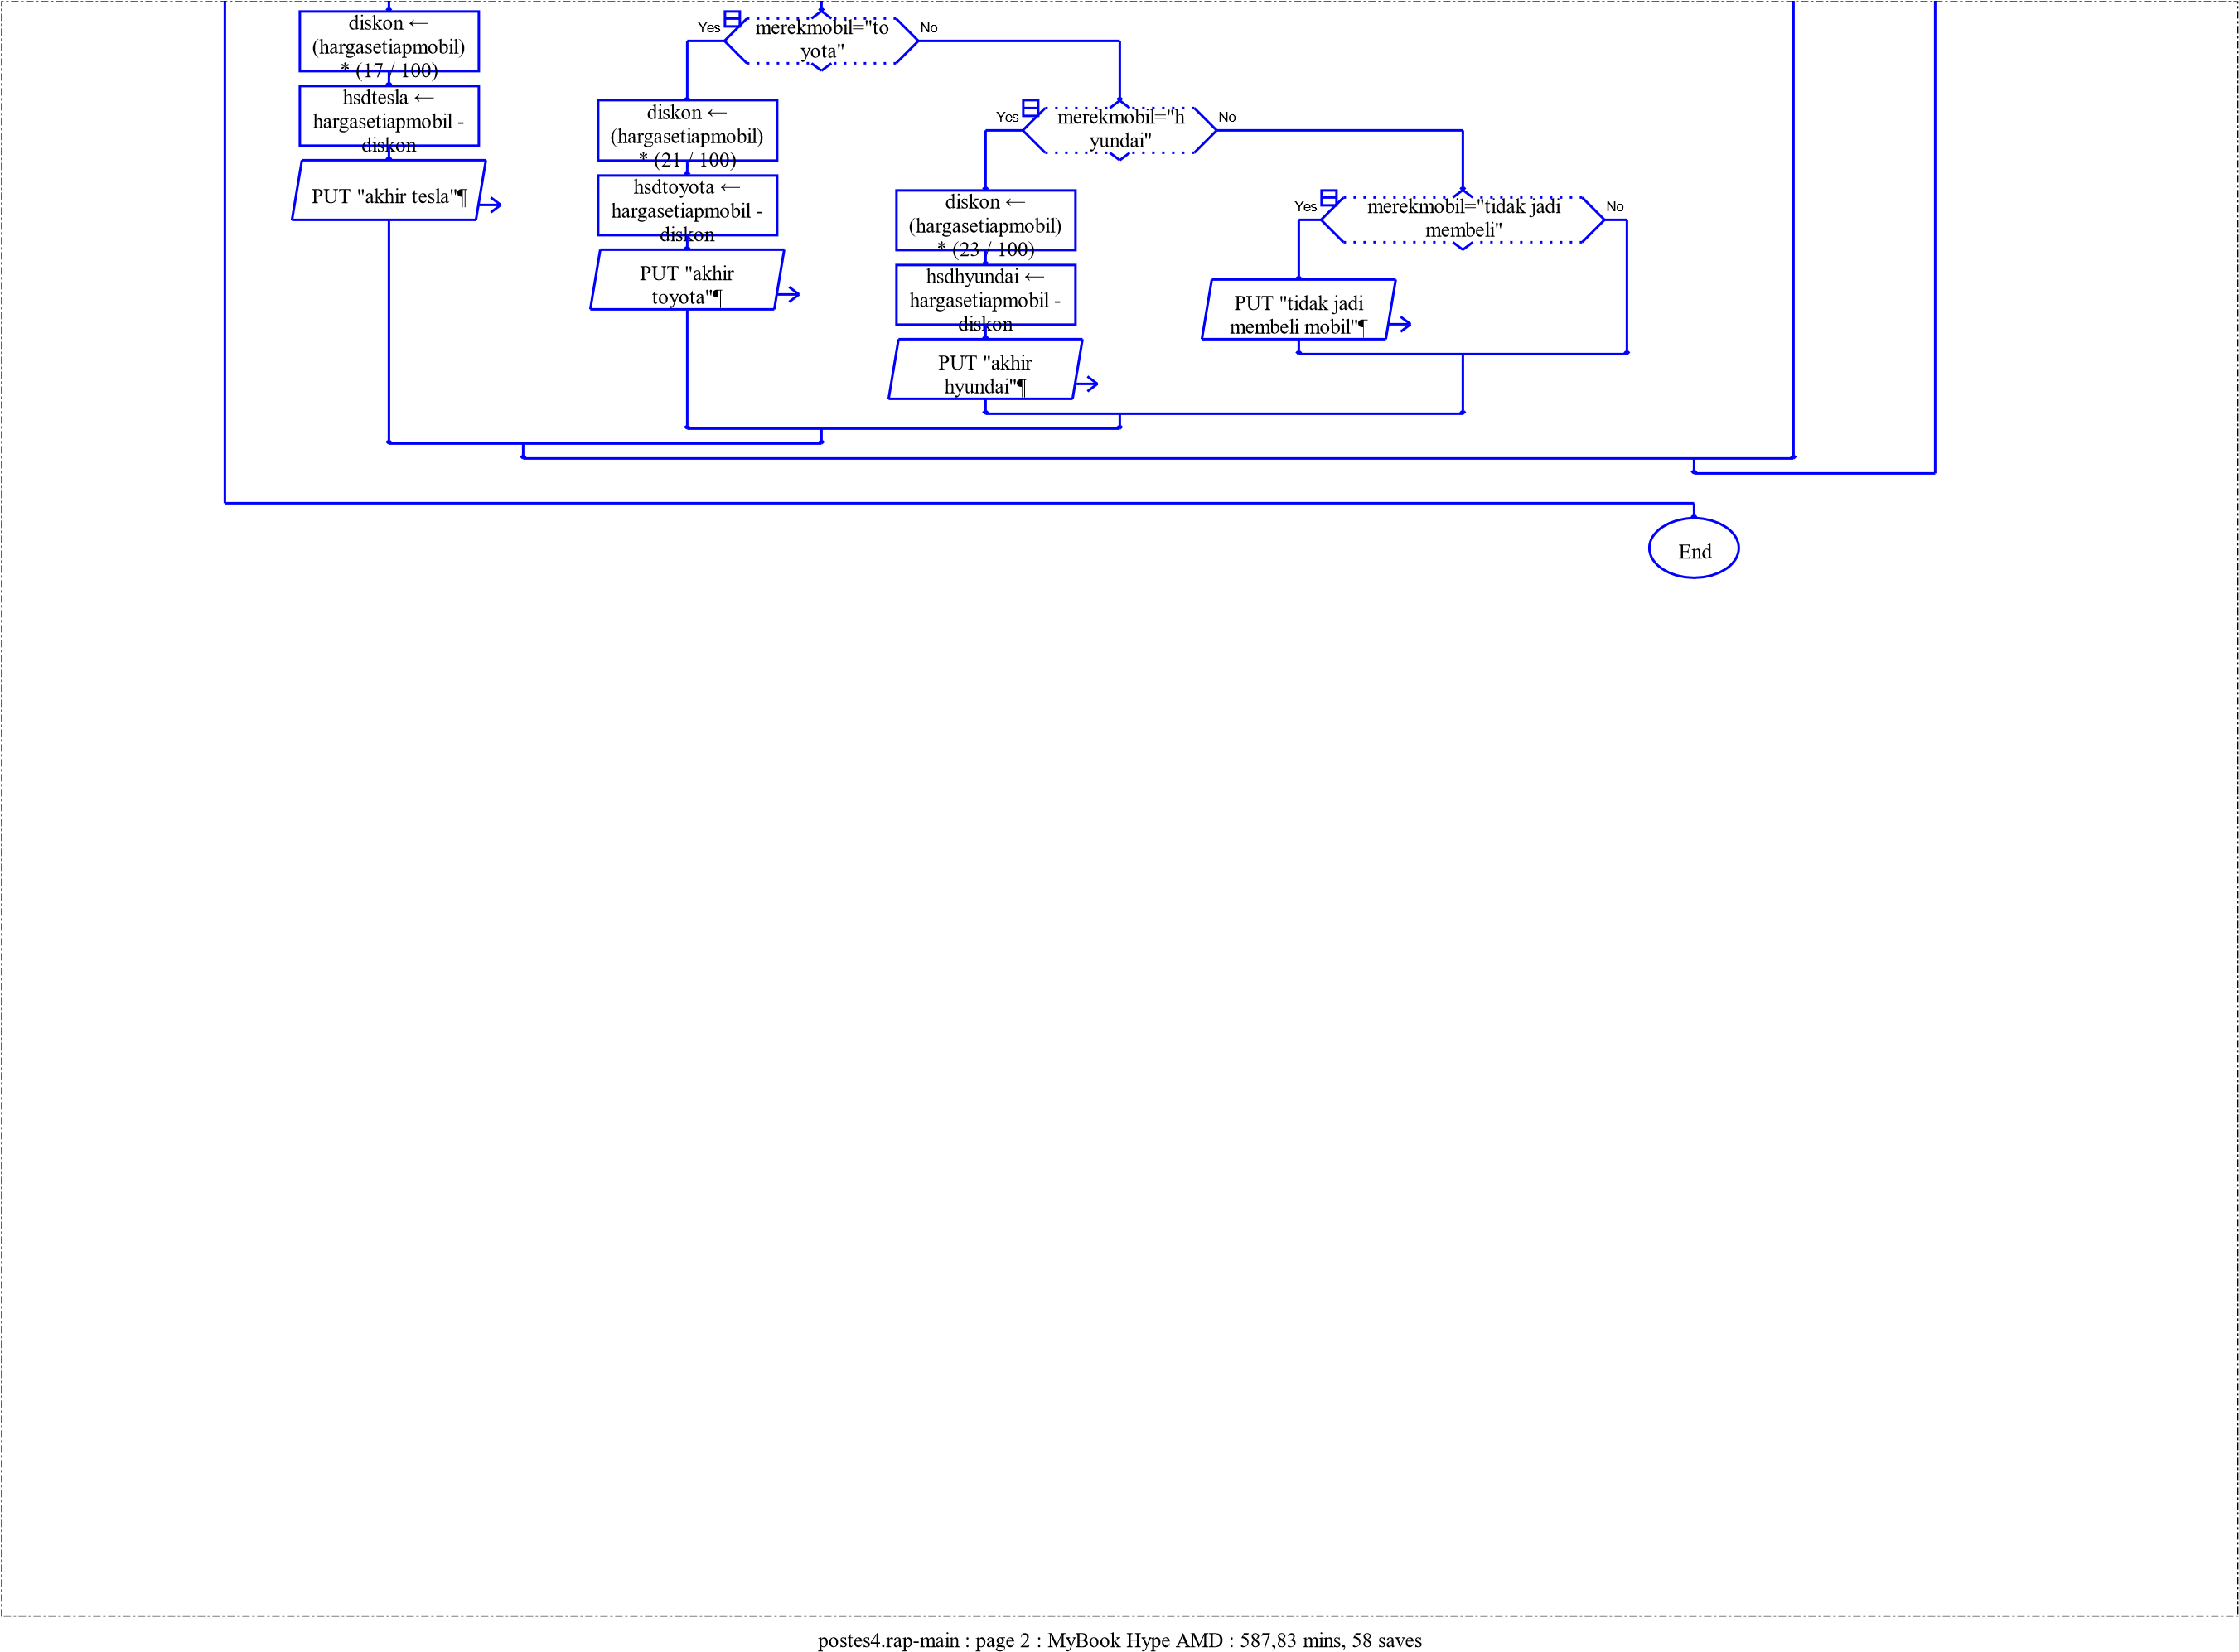 diskon ←
(hargasetiapmobil)
* (17 / 100)
hsdtesla ←
hargasetiapmobil -
diskon
PUT "akhir tesla"¶
Yes
merekmobil="to
yota"
No
diskon ←
(hargasetiapmobil)
* (21 / 100)
hsdtoyota ←
hargasetiapmobil -
diskon
PUT "akhir
toyota"¶
Yes
merekmobil="h
yundai"
No
diskon ←
(hargasetiapmobil)
* (23 / 100)
hsdhyundai ←
hargasetiapmobil -
diskon
PUT "akhir
hyundai"¶
Yes
merekmobil="tidak jadi
membeli"
No
PUT "tidak jadi
membeli mobil"¶
End
postes4.rap-main : page 2 : MyBook Hype AMD : 587,83 mins, 58 saves